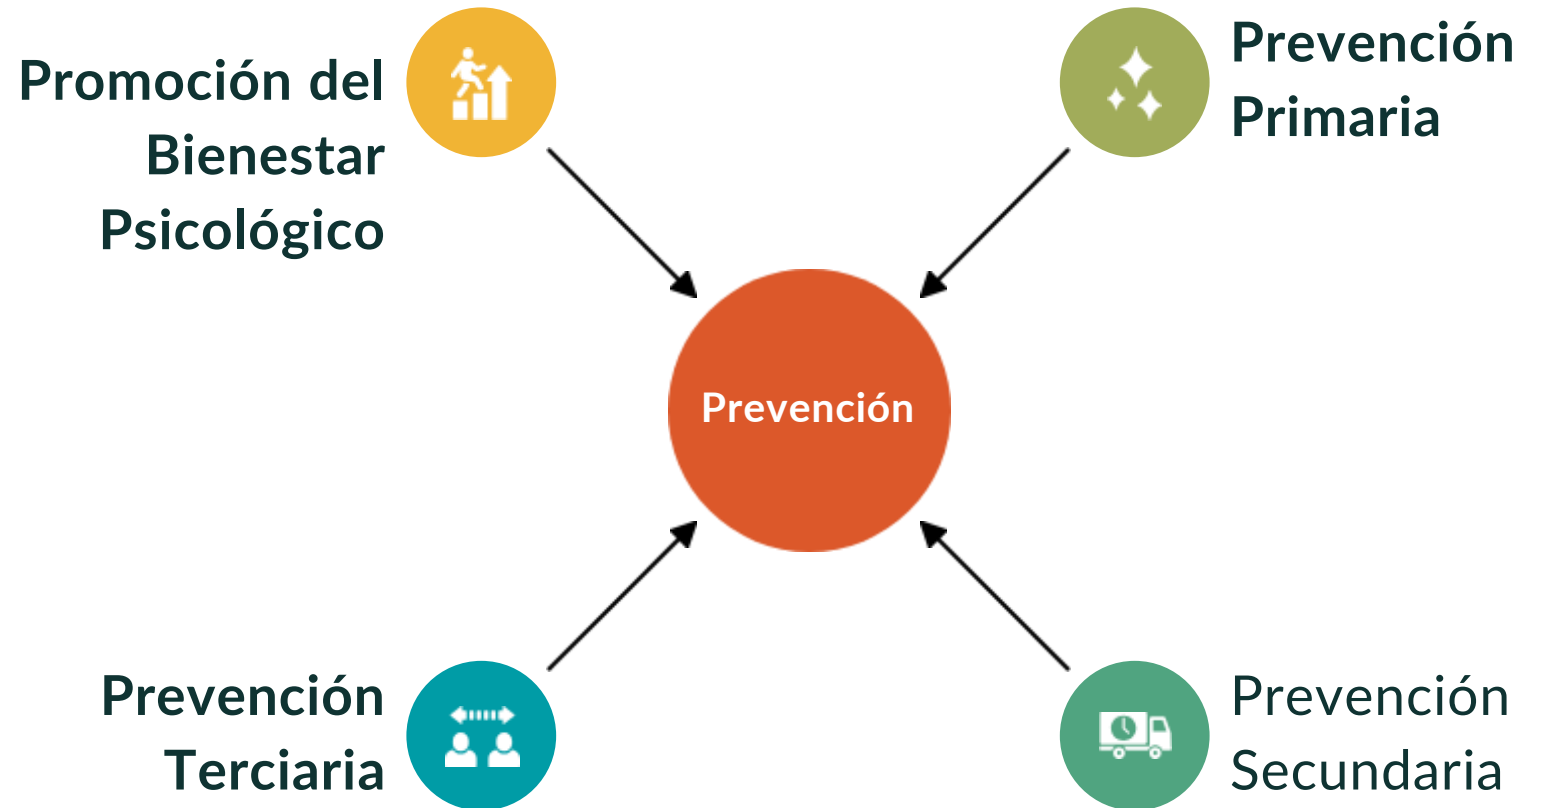 Promoción del
Bienestar
Psicológico
Prevención
Primaria
Prevención
Prevención
Terciaria
Prevención
Secundaria